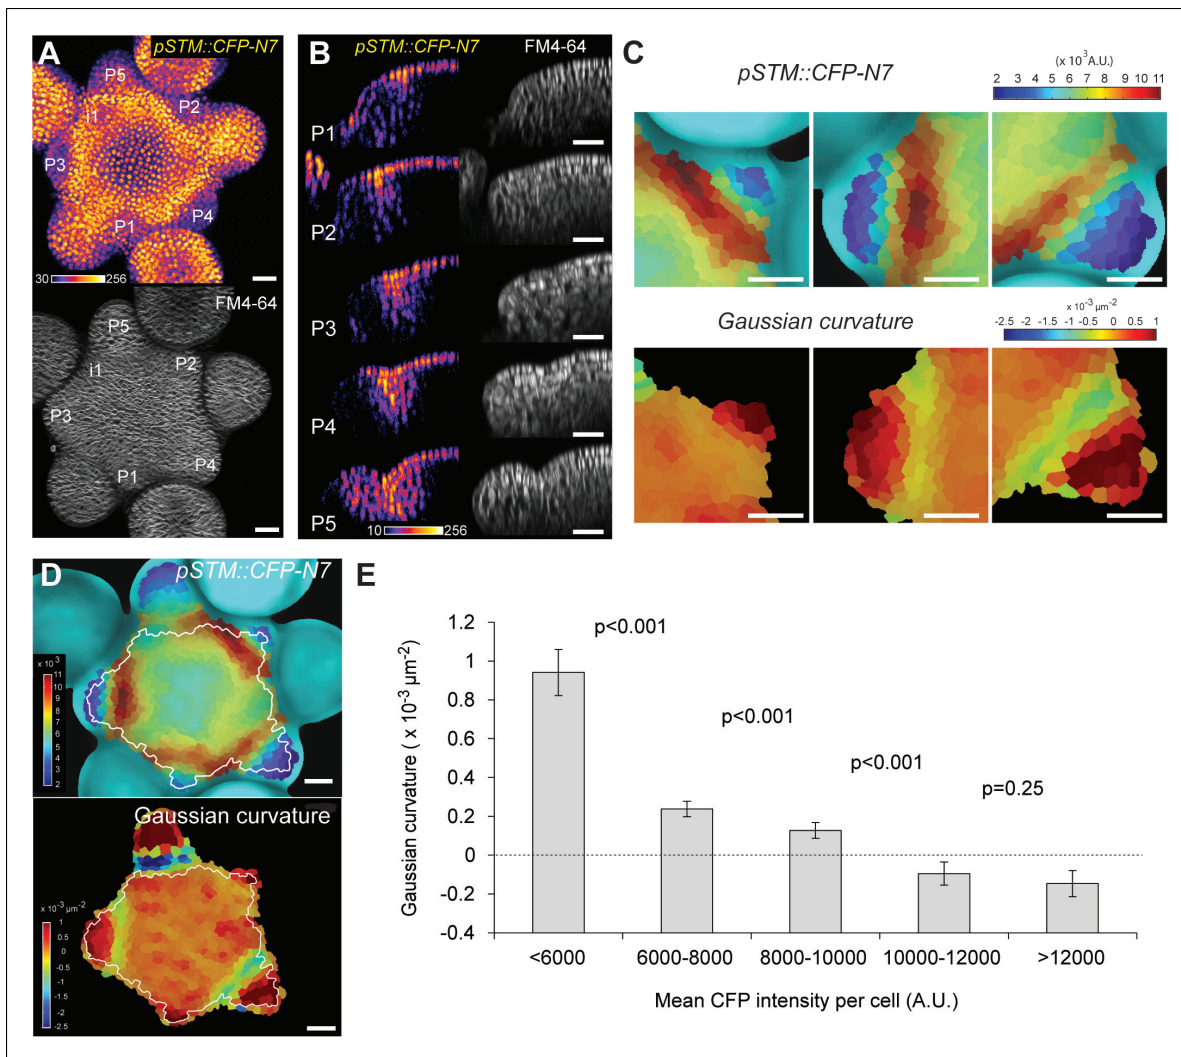 A
pSTM::CFP-N7
P5
P2
i1
P3
P4
P1
30
256
FM4-64
P5
P2
i1
P3
P4
P1
B
pSTM::CFP-N7
FM4-64
P1
P2
P3
P4
P5
10
256
C
pSTM::CFP-N7
(x 10³A.U.)
2 3 4 5 6 7 8 9 10 11
Gaussian curvature
x 10⁻³ µm⁻²
-2.5 -2 -1.5 -1 -0.5 0 0.5 1
D
pSTM::CFP-N7
x 10³
11
10
9
8
7
6
5
4
3
2
Gaussian curvature
x 10⁻³ µm⁻²
1
0.5
0
-0.5
-1
-1.5
-2
-2.5
E
Gaussian curvature ( x 10⁻³ µm⁻²)
1.2
1
0.8
0.6
0.4
0.2
0
-0.2
-0.4
p<0.001
p<0.001
p<0.001
p=0.25
<6000 6000-8000 8000-10000 10000-12000 >12000
Mean CFP intensity per cell (A.U.)